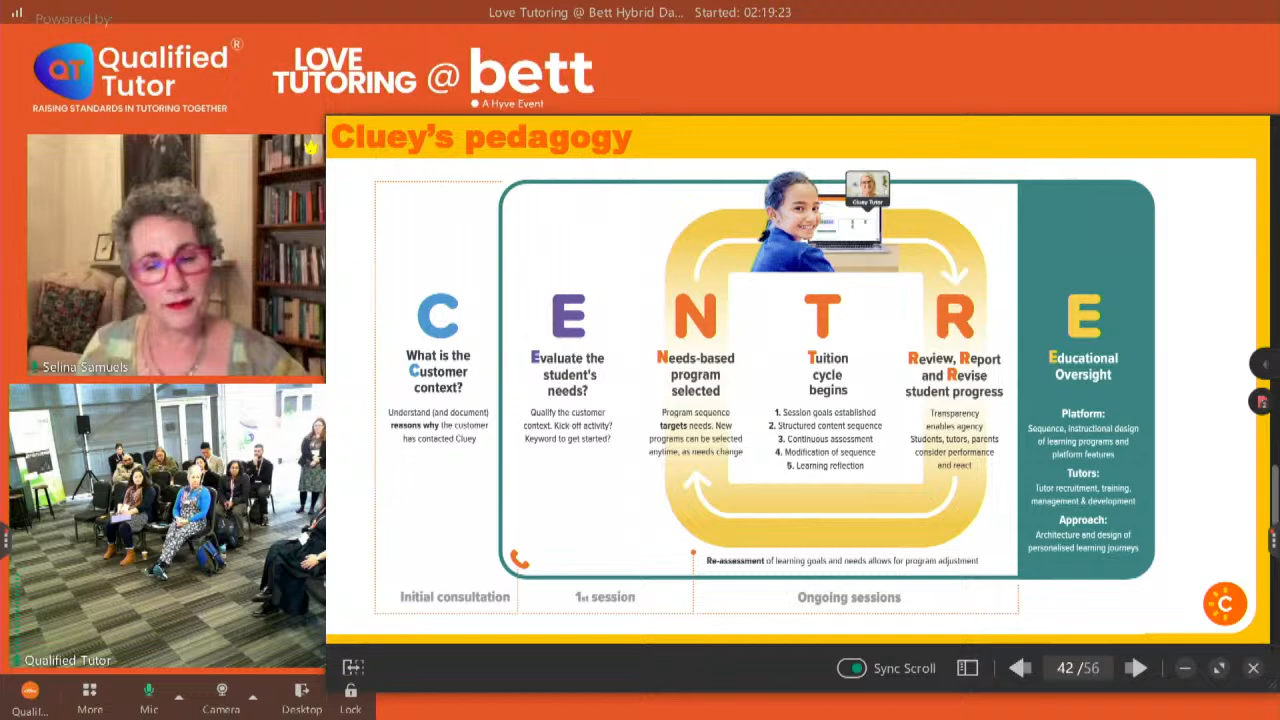 Love Tutoring @ Bett Hybrid Da... Started: 02:19:23
Powered by:
QT Qualified Tutor ®
RAISING STANDARDS IN TUTORING TOGETHER
LOVE TUTORING @ bett
A Hyve Event
Cluey's pedagogy
Cluey Tutor
C
What is the
Customer
context?
Understand (and document)
reasons why the customer
has contacted Cluey
E
Evaluate the
student's
needs?
Qualify the customer
context. Kick-off activity?
Keyword to get started?
N
Needs-based
program
selected
Program sequence
targets needs. New
programs can be selected
anytime, as needs change
T
Tuition
cycle
begins
1. Session goals established
2. Structured content sequence
3. Continuous assessment
4. Modification of sequence
5. Learning reflection
R
Review, Report
and Revise
student progress
Transparency
enables agency
Students, tutors, parents
consider performance
and react
E
Educational
Oversight
Platform:
Sequence, instructional design
of learning programs and
platform features
Tutors:
Tutor recruitment, training,
management & development
Approach:
Architecture and design of
personalised learning journeys
Re-assessment of learning goals and needs allows for program adjustment
Initial consultation
1st session
Ongoing sessions
C
Selina Samuels
Qualified Tutor
Sync Scroll
42 /56
Qualif...
More
Mic
Camera
Desktop
Lock